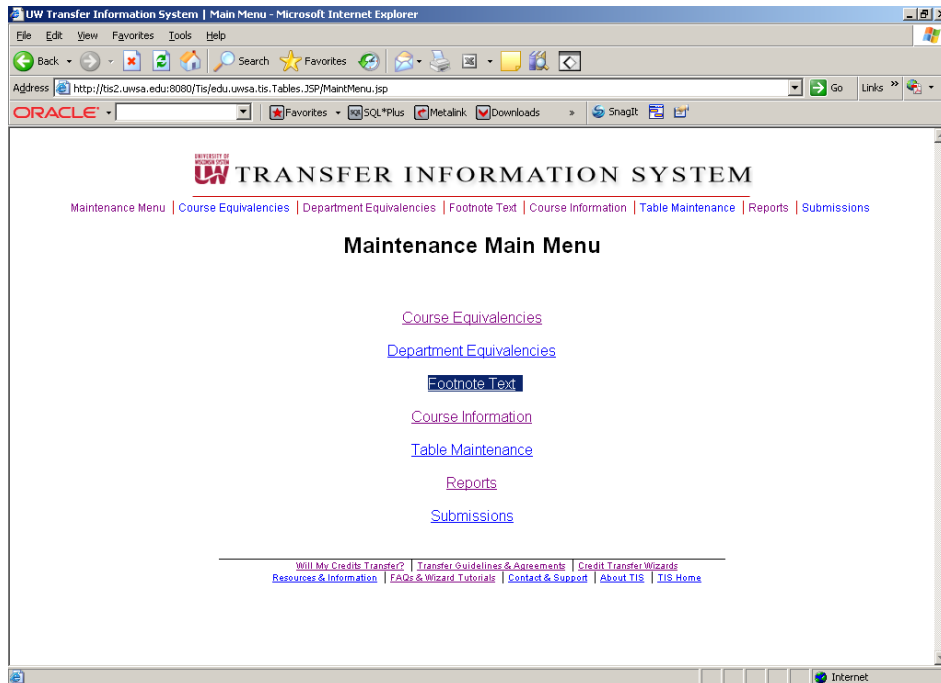 UW Transfer Information System | Main Menu - Microsoft Internet Explorer
File Edit View Favorites Tools Help
Back Search Favorites
Address http://tis2.uwsa.edu:8080/Tis/edu.uwsa.tis.Tables.JSP/MaintMenu.jsp Go Links »
ORACLE Favorites SQL*Plus Metalink Downloads » SnagIt
UNIVERSITY OF
WISCONSIN SYSTEM
UW TRANSFER INFORMATION SYSTEM
Maintenance Menu | Course Equivalencies | Department Equivalencies | Footnote Text | Course Information | Table Maintenance | Reports | Submissions
Maintenance Main Menu
Course Equivalencies
Department Equivalencies
Footnote Text
Course Information
Table Maintenance
Reports
Submissions
Will My Credits Transfer? | Transfer Guidelines & Agreements | Credit Transfer Wizards
Resources & Information | FAQs & Wizard Tutorials | Contact & Support | About TIS | TIS Home
Internet